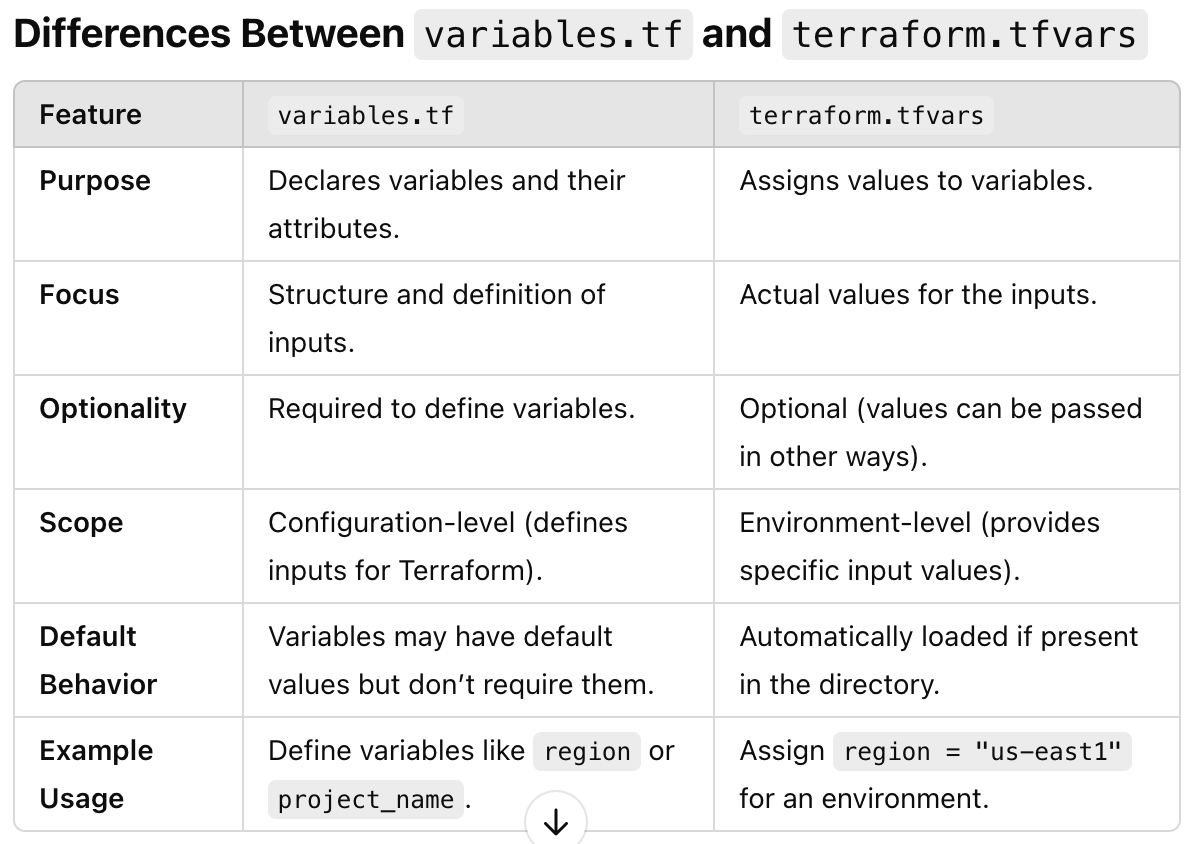 Differences Between variables.tf and terraform.tfvars
Feature
variables.tf
terraform.tfvars
Purpose
Declares variables and their
attributes.
Assigns values to variables.
Focus
Structure and definition of
inputs.
Actual values for the inputs.
Optionality
Required to define variables.
Optional (values can be passed
in other ways).
Scope
Configuration-level (defines
inputs for Terraform).
Environment-level (provides
specific input values).
Default
Behavior
Variables may have default
values but don’t require them.
Automatically loaded if present
in the directory.
Example
Usage
Define variables like region or
project_name.
Assign region = "us-east1"
for an environment.